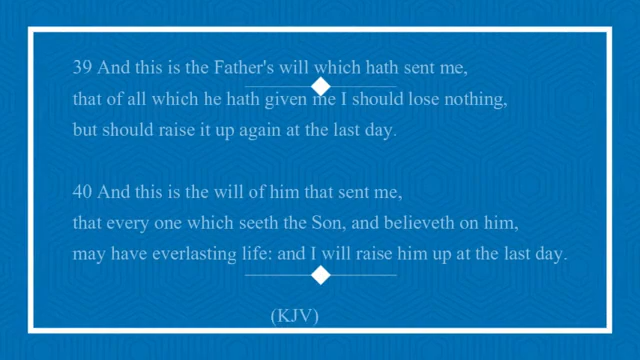 39 And this is the Father's will which hath sent me,
that of all which he hath given me I should lose nothing,
but should raise it up again at the last day.
40 And this is the will of him that sent me,
that every one which seeth the Son, and believeth on him,
may have everlasting life: and I will raise him up at the last day.
(KJV)